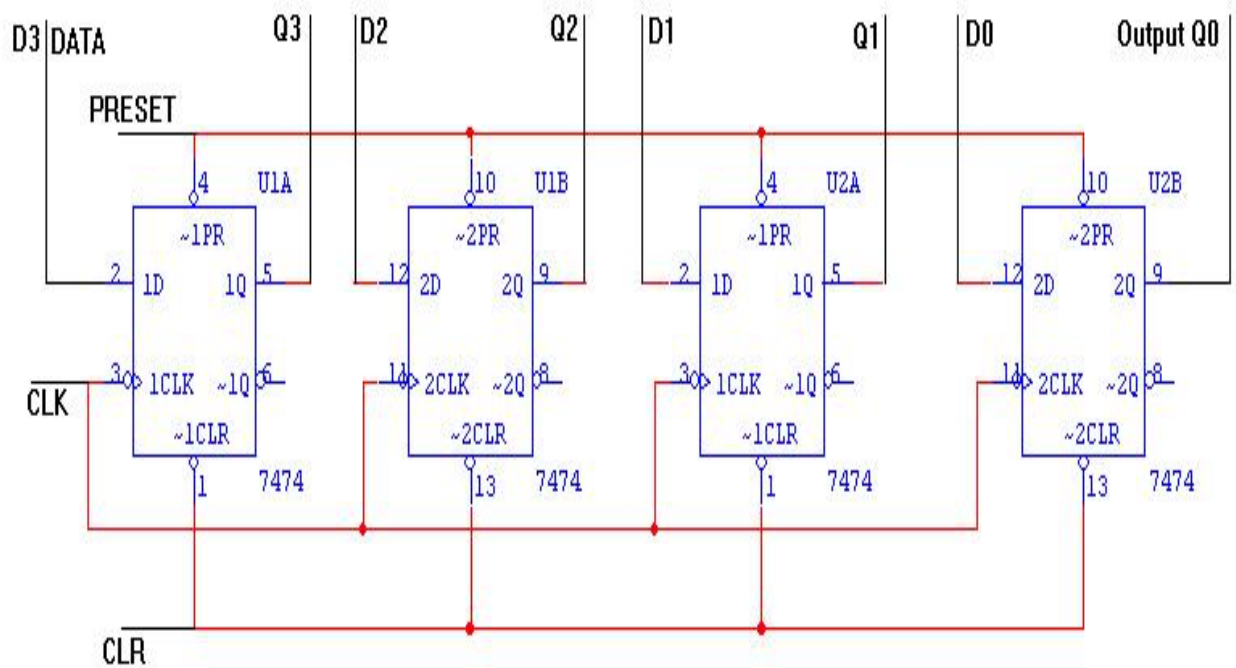 D3 DATA Q3 D2 Q2 D1 Q1 D0 Output Q0
PRESET
4 U1A 10 U1B 4 U2A 10 U2B
~1PR ~2PR ~1PR ~2PR
2 1D 1Q 5 12 2D 2Q 9 2 1D 1Q 5 12 2D 2Q 9
3 1CLK ~1Q 6 11 2CLK ~2Q 8 3 1CLK ~1Q 6 11 2CLK ~2Q 8
CLK
~1CLR ~2CLR ~1CLR ~2CLR
1 7474 13 7474 1 7474 13 7474
CLR